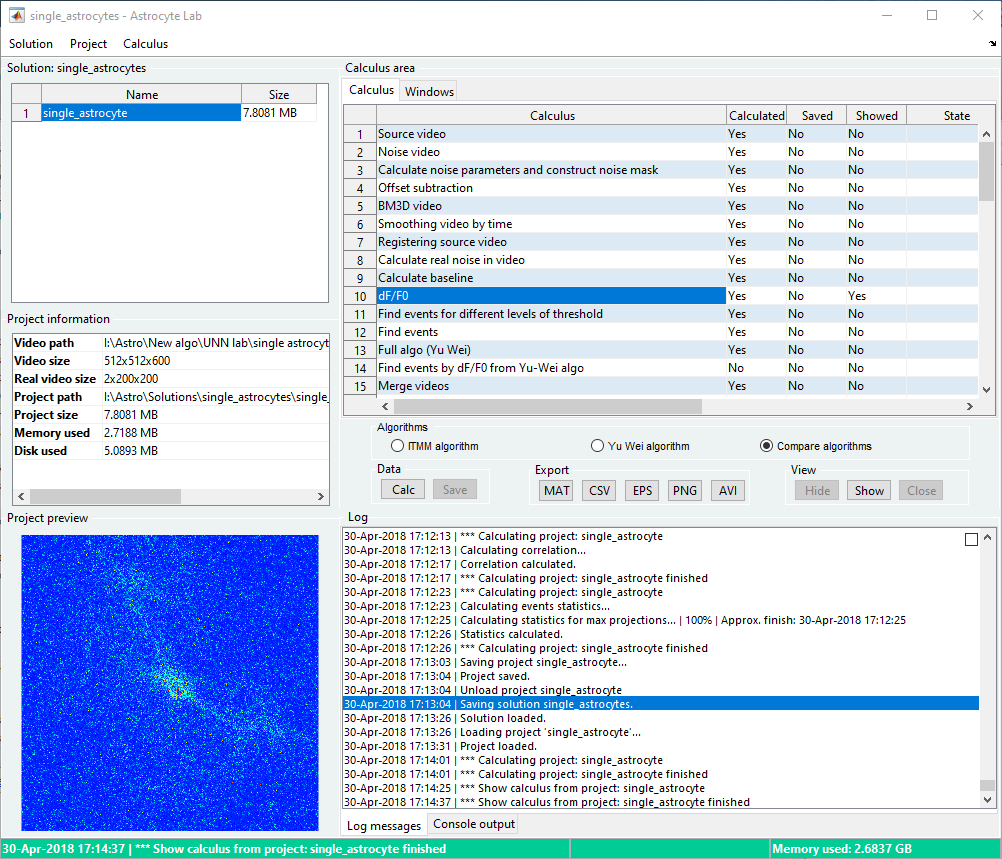 single_astrocytes - Astrocyte Lab
Solution Project Calculus
Solution: single_astrocytes
Name Size
1 single_astrocyte 7.8081 MB
Project information
Video path I:\Astro\New algo\UNN lab\single astrocyt
Video size 512x512x600
Real video size 2x200x200
Project path I:\Astro\Solutions\single_astrocytes\single_
Project size 7.8081 MB
Memory used 2.7188 MB
Disk used 5.0893 MB
Project preview
Calculus area
Calculus Windows
Calculus Calculated Saved Showed State
1 Source video Yes No No
2 Noise video Yes No No
3 Calculate noise parameters and construct noise mask Yes No No
4 Offset subtraction Yes No No
5 BM3D video Yes No No
6 Smoothing video by time Yes No No
7 Registering source video Yes No No
8 Calculate real noise in video Yes No No
9 Calculate baseline Yes No No
10 dF/F0 Yes No Yes
11 Find events for different levels of threshold Yes No No
12 Find events Yes No No
13 Full algo (Yu Wei) Yes No No
14 Find events by dF/F0 from Yu-Wei algo No No No
15 Merge videos Yes No No
Algorithms
ITMM algorithm Yu Wei algorithm Compare algorithms
Data Export View
Calc Save MAT CSV EPS PNG AVI Hide Show Close
Log
30-Apr-2018 17:12:13 | *** Calculating project: single_astrocyte
30-Apr-2018 17:12:13 | Calculating correlation...
30-Apr-2018 17:12:17 | Correlation calculated.
30-Apr-2018 17:12:17 | *** Calculating project: single_astrocyte finished
30-Apr-2018 17:12:23 | *** Calculating project: single_astrocyte
30-Apr-2018 17:12:23 | Calculating events statistics...
30-Apr-2018 17:12:25 | Calculating statistics for max projections... | 100% | Approx. finish: 30-Apr-2018 17:12:25
30-Apr-2018 17:12:26 | Statistics calculated.
30-Apr-2018 17:12:26 | *** Calculating project: single_astrocyte finished
30-Apr-2018 17:13:03 | Saving project single_astrocyte...
30-Apr-2018 17:13:04 | Project saved.
30-Apr-2018 17:13:04 | Unload project single_astrocyte
30-Apr-2018 17:13:04 | Saving solution single_astrocytes.
30-Apr-2018 17:13:26 | Solution loaded.
30-Apr-2018 17:13:26 | Loading project 'single_astrocyte'...
30-Apr-2018 17:13:31 | Project loaded.
30-Apr-2018 17:14:01 | *** Calculating project: single_astrocyte
30-Apr-2018 17:14:01 | *** Calculating project: single_astrocyte finished
30-Apr-2018 17:14:25 | *** Show calculus from project: single_astrocyte
30-Apr-2018 17:14:37 | *** Show calculus from project: single_astrocyte finished
Log messages Console output
30-Apr-2018 17:14:37 | *** Show calculus from project: single_astrocyte finished Memory used: 2.6837 GB